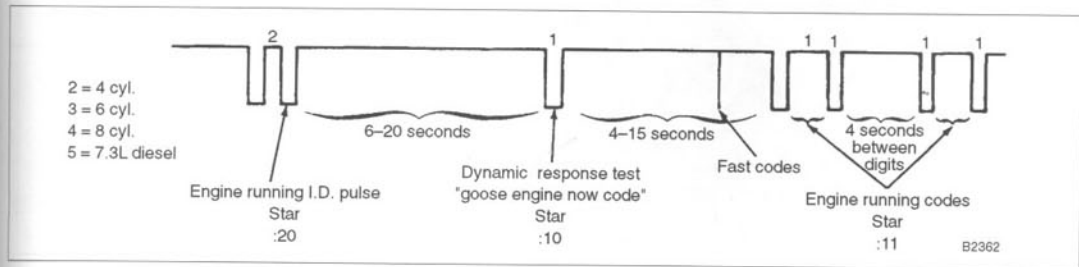 2 1 1 1 1 1
2 = 4 cyl.
3 = 6 cyl.
4 = 8 cyl.
5 = 7.3L diesel
6–20 seconds
4–15 seconds
4 seconds
between
digits
Fast codes
Engine running I.D. pulse
Star
:20
Dynamic response test
"goose engine now code"
Star
:10
Engine running codes
Star
:11
B2362